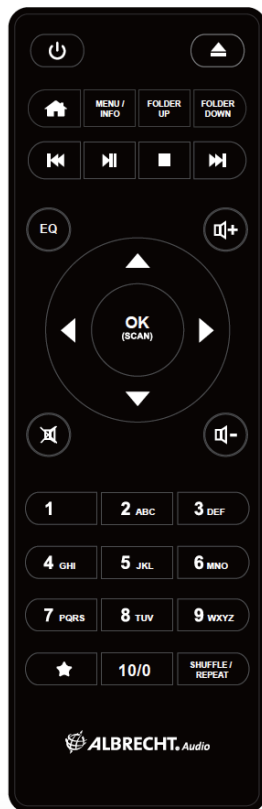 MENU / INFO
FOLDER UP
FOLDER DOWN
EQ
+
OK
(SCAN)
-
1
2 ABC
3 DEF
4 GHI
5 JKL
6 MNO
7 PQRS
8 TUV
9 WXYZ
10/0
SHUFFLE / REPEAT
ALBRECHT. Audio